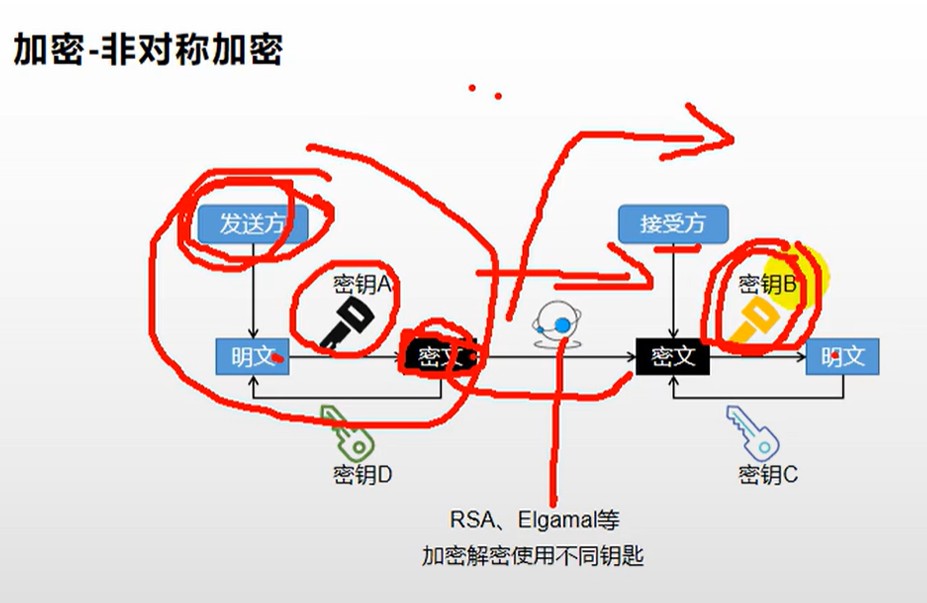 加密-非对称加密
发送方
接受方
密钥A
密钥B
明文
密文
密文
明文
密钥D
密钥C
RSA、Elgamal等
加密解密使用不同钥匙